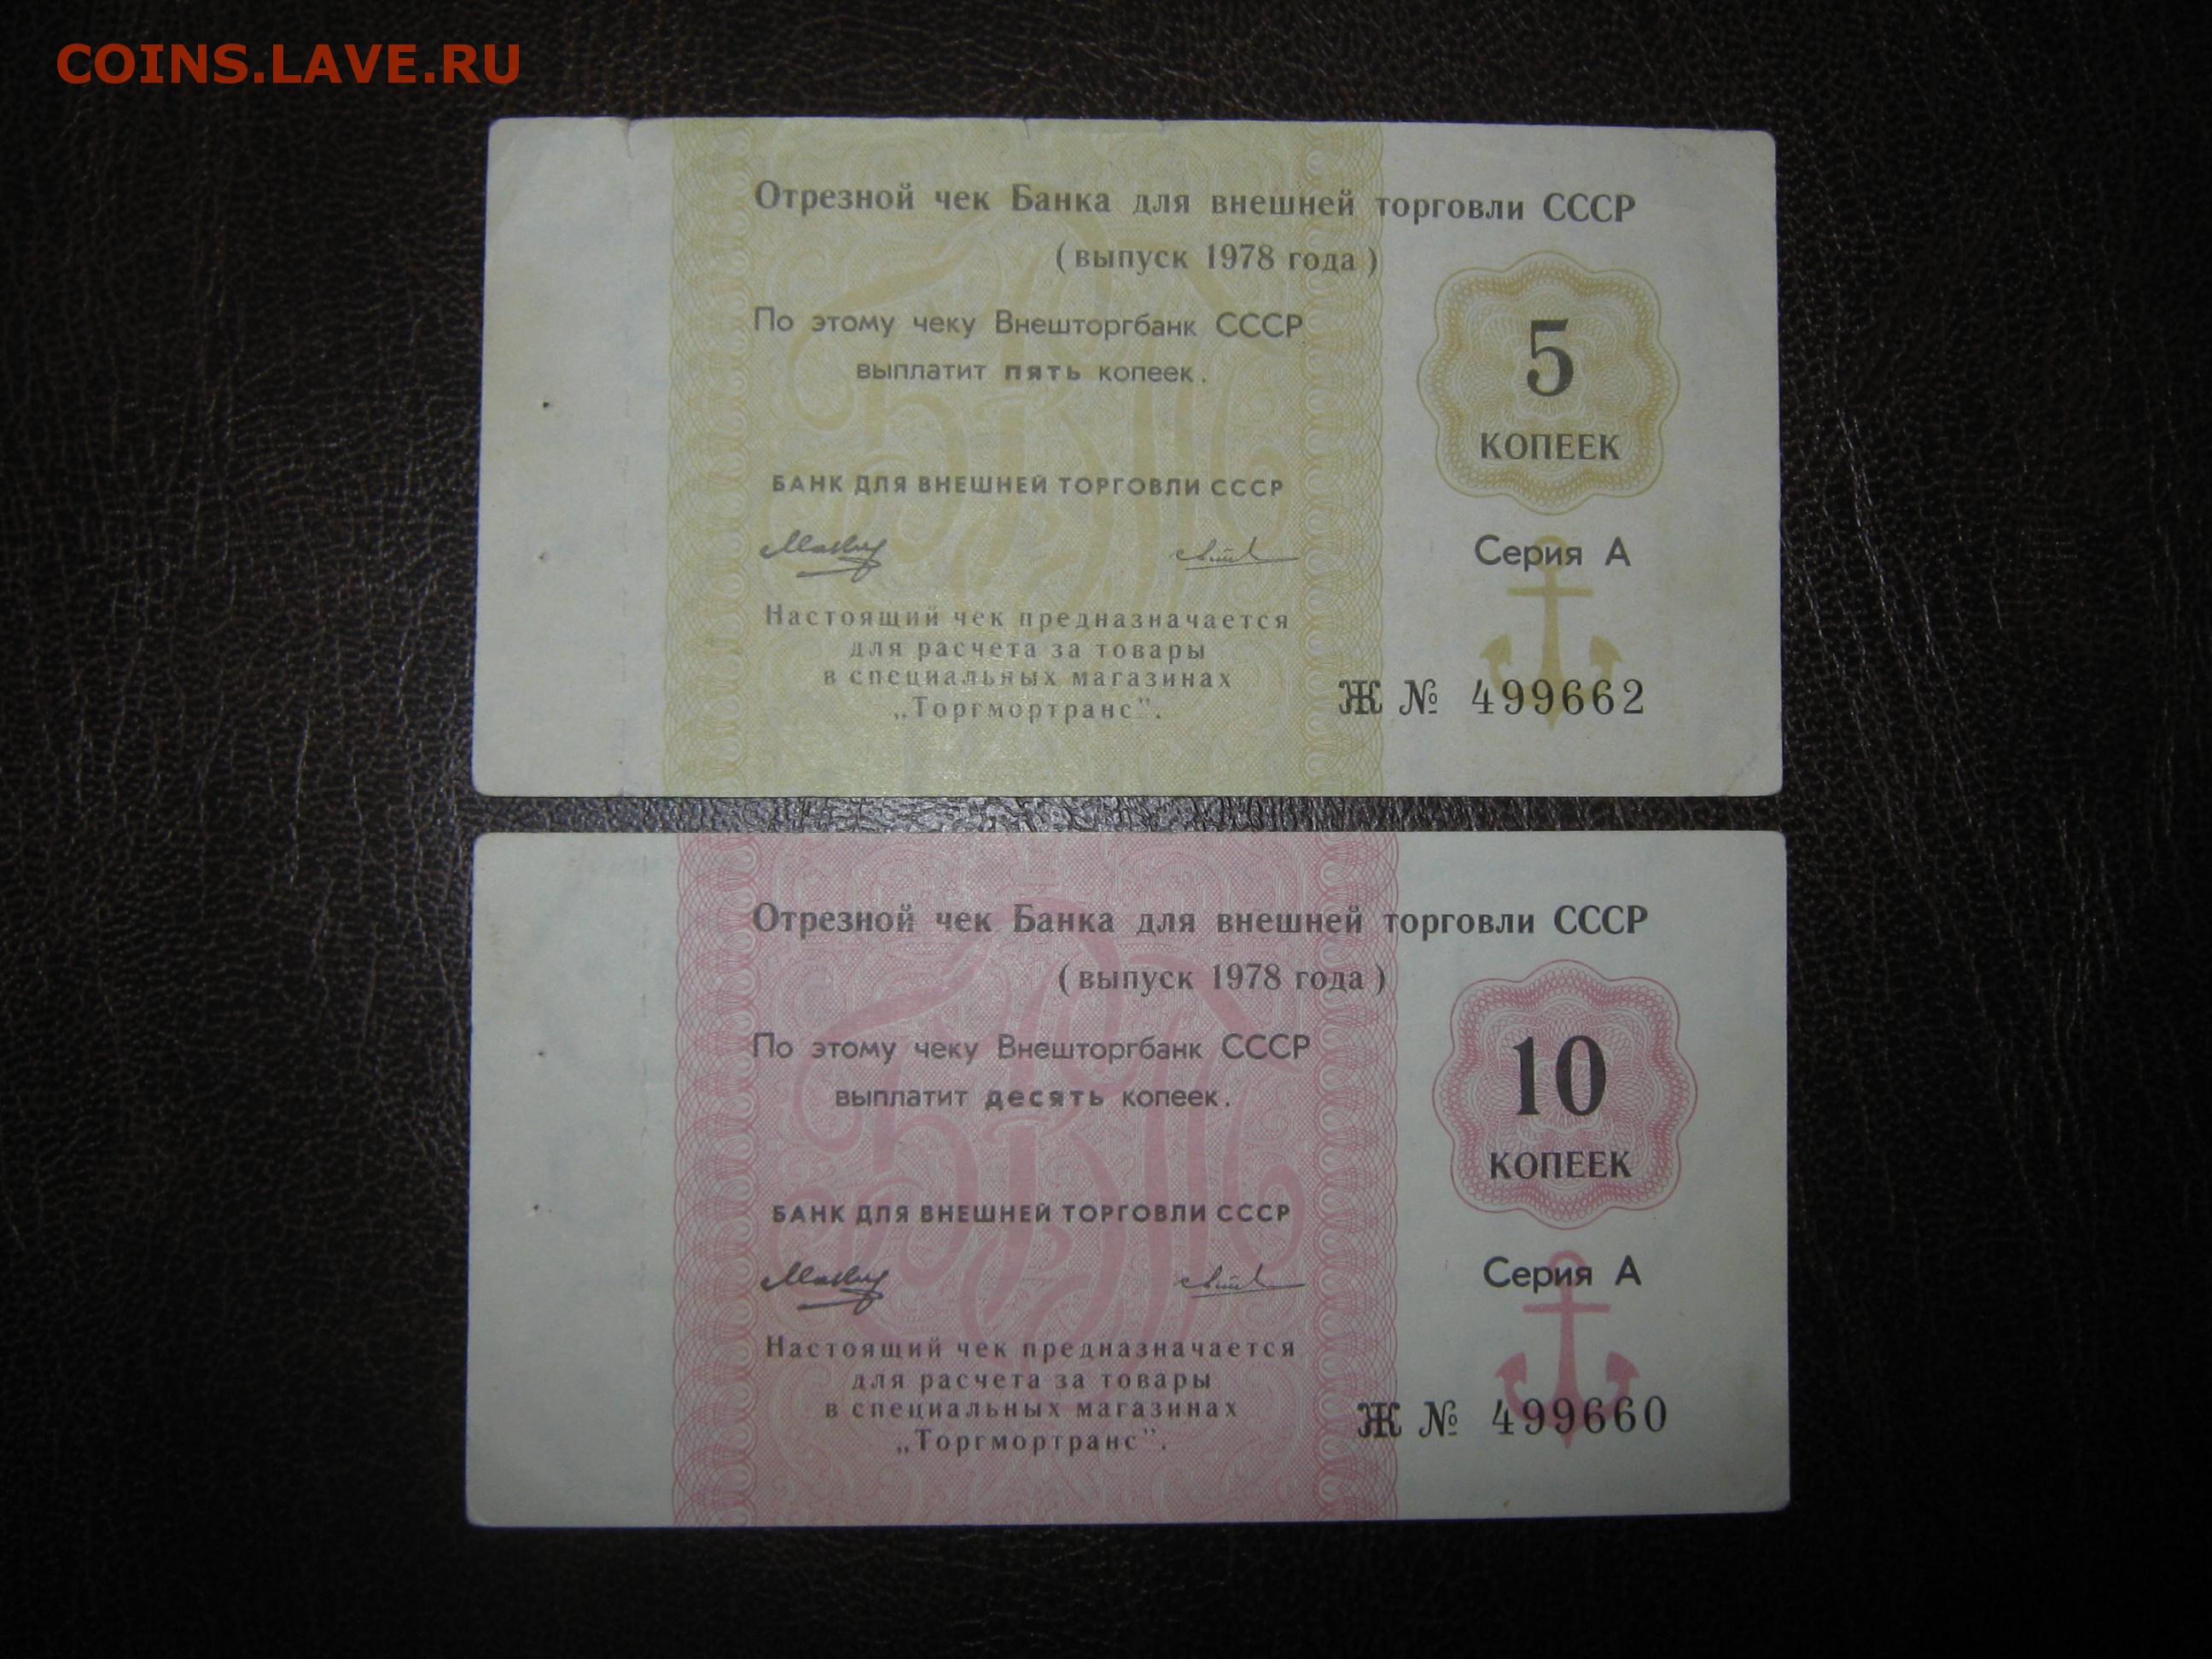 COINS.LAVE.RU
Отрезной чек Банка для внешней торговли СССР
(выпуск 1978 года)
По этому чеку Внешторгбанк СССР
выплатит пять копеек.
5
КОПЕЕК
БАНК ДЛЯ ВНЕШНЕЙ ТОРГОВЛИ СССР
Серия А
Настоящий чек предназначается
для расчета за товары
в специальных магазинах
„Торгмортранс".
Ж № 499662
Отрезной чек Банка для внешней торговли СССР
(выпуск 1978 года)
По этому чеку Внешторгбанк СССР
выплатит десять копеек.
10
КОПЕЕК
БАНК ДЛЯ ВНЕШНЕЙ ТОРГОВЛИ СССР
Серия А
Настоящий чек предназначается
для расчета за товары
в специальных магазинах
„Торгмортранс".
Ж № 499660